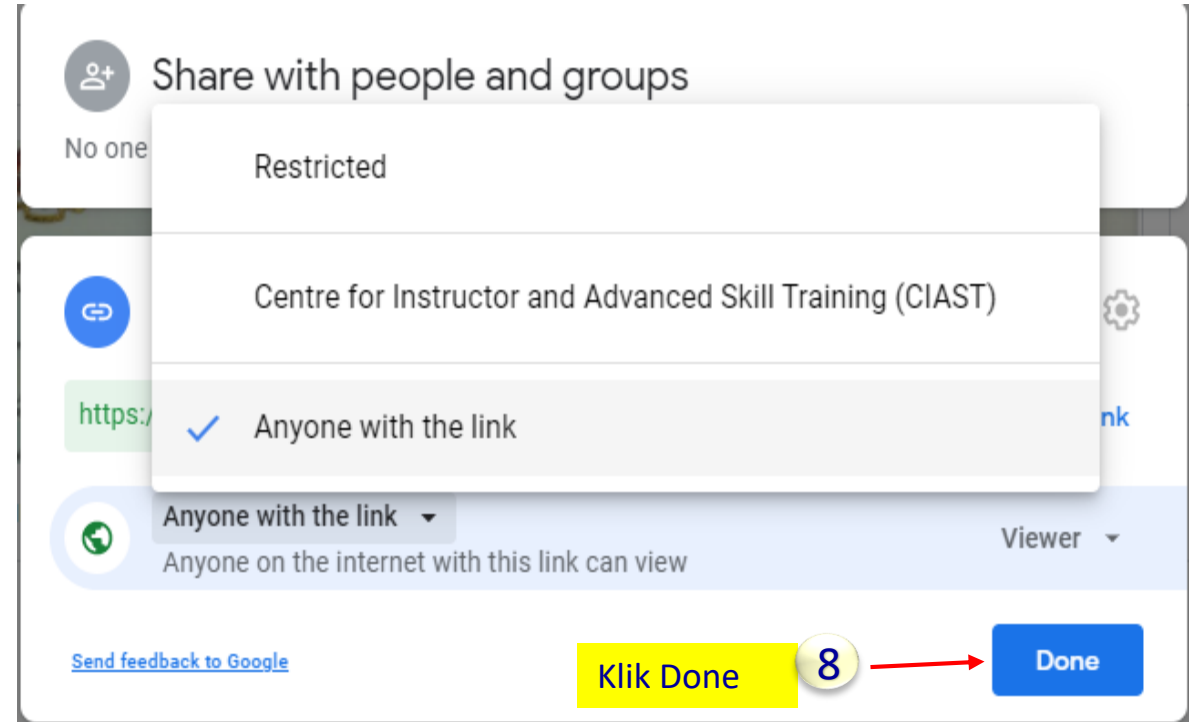 Share with people and groups
No one
Restricted
Centre for Instructor and Advanced Skill Training (CIAST)
https:/
Anyone with the link
nk
Anyone with the link
Viewer
Anyone on the internet with this link can view
Send feedback to Google
Klik Done
8
Done